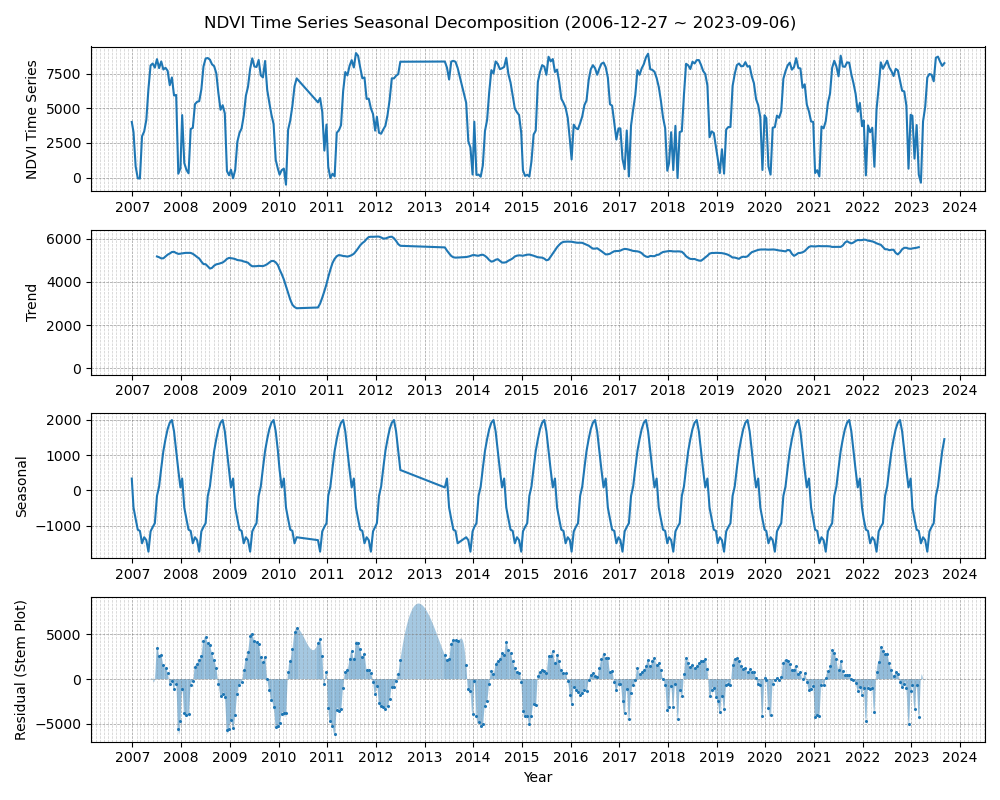 NDVI Time Series Seasonal Decomposition (2006-12-27 ~ 2023-09-06)
NDVI Time Series
7500
5000
2500
0
2007 2008 2009 2010 2011 2012 2013 2014 2015 2016 2017 2018 2019 2020 2021 2022 2023 2024
Trend
6000
4000
2000
0
2007 2008 2009 2010 2011 2012 2013 2014 2015 2016 2017 2018 2019 2020 2021 2022 2023 2024
Seasonal
2000
1000
0
−1000
2007 2008 2009 2010 2011 2012 2013 2014 2015 2016 2017 2018 2019 2020 2021 2022 2023 2024
Residual (Stem Plot)
5000
0
−5000
2007 2008 2009 2010 2011 2012 2013 2014 2015 2016 2017 2018 2019 2020 2021 2022 2023 2024
Year